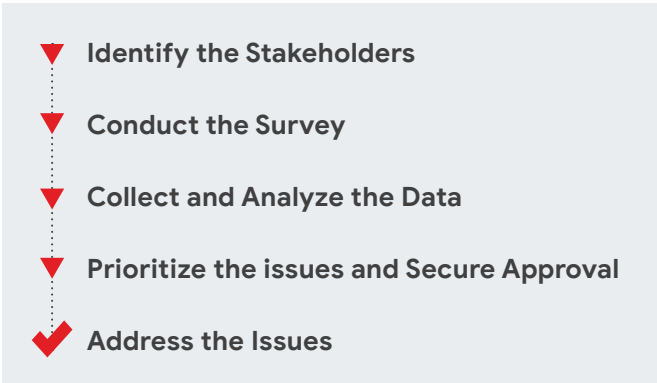 Identify the Stakeholders
Conduct the Survey
Collect and Analyze the Data
Prioritize the issues and Secure Approval
Address the Issues